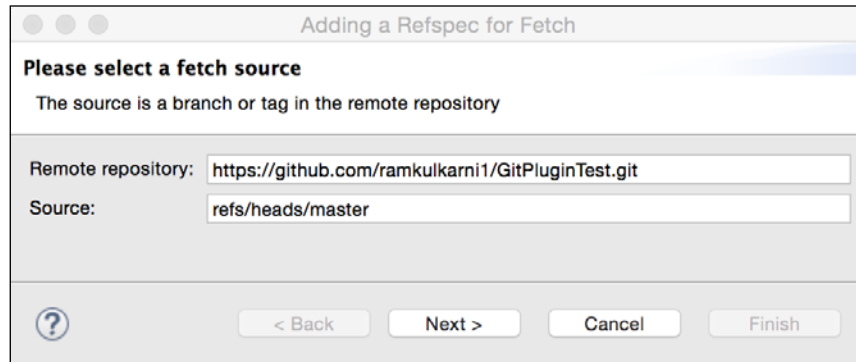 Adding a Refspec for Fetch
Please select a fetch source
The source is a branch or tag in the remote repository
Remote repository: https://github.com/ramkulkarni1/GitPluginTest.git
Source: refs/heads/master
? < Back Next > Cancel Finish